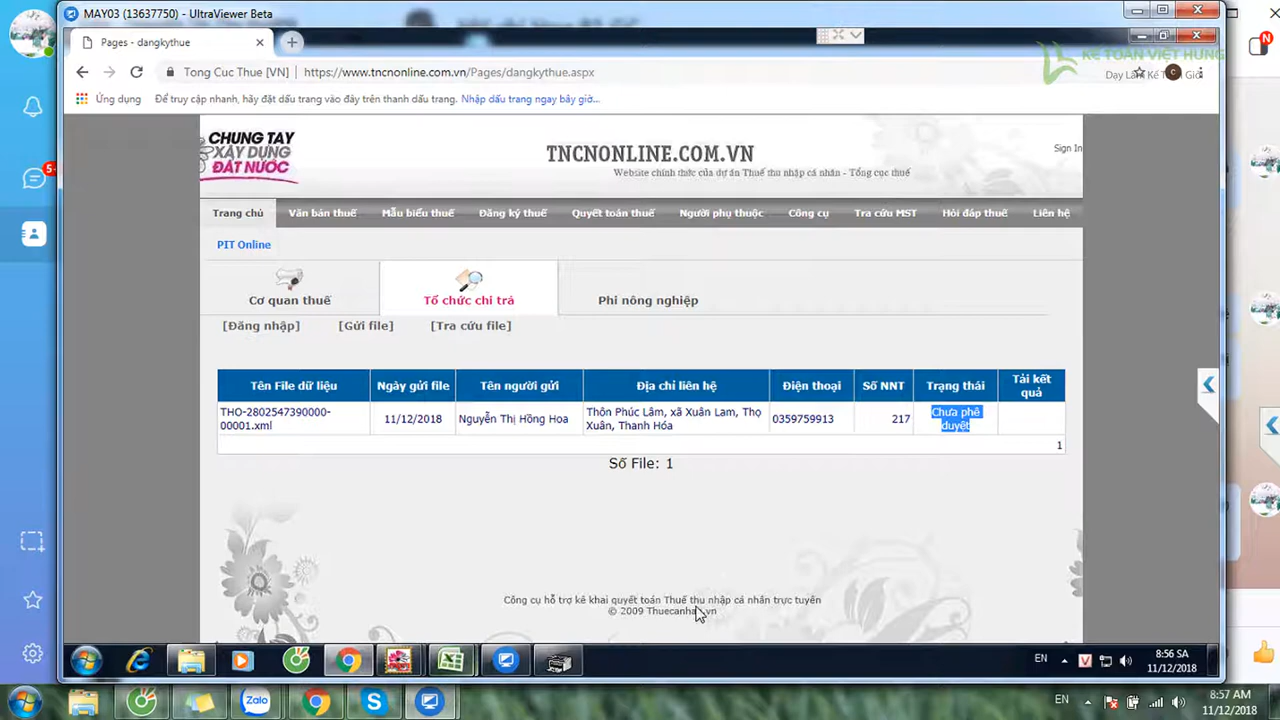 MAY03 (13637750) - UltraViewer Beta
Pages - dangkythue
KẾ TOÁN VIỆT HƯNG
Tong Cuc Thue [VN]
https://www.tncnonline.com.vn/Pages/dangkythue.aspx
Dạy Làm Kế Toán Giỏi
C
Ứng dụng
Để truy cập nhanh, hãy đặt dấu trang vào đây trên thanh dấu trang.
Nhập dấu trang ngay bây giờ...
CHUNG TAY
XÂY DỰNG
ĐẤT NƯỚC
TNCNONLINE.COM.VN
Sign In
Website chính thức của dự án Thuế thu nhập cá nhân - Tổng cục thuế
Trang chủ Văn bản thuế Mẫu biểu thuế Đăng ký thuế Quyết toán thuế Người phụ thuộc Công cụ Tra cứu MST Hỏi đáp thuế Liên hệ
PIT Online
Cơ quan thuế Tổ chức chi trả Phi nông nghiệp
[Đăng nhập] [Gửi file] [Tra cứu file]
Tên File dữ liệu Ngày gửi file Tên người gửi Địa chỉ liên hệ Điện thoại Số NNT Trạng thái Tải kết quả
THO-2802547390000-
00001.xml
11/12/2018
Nguyễn Thị Hồng Hoa
Thôn Phúc Lâm, xã Xuân Lam, Thọ
Xuân, Thanh Hóa
0359759913
217
Chưa phê
duyệt
1
Số File: 1
Công cụ hỗ trợ kê khai quyết toán Thuế thu nhập cá nhân trực tuyến
EN
8:56 SA
11/12/2018
Zalo
EN
8:57 AM
11/12/2018
5
N